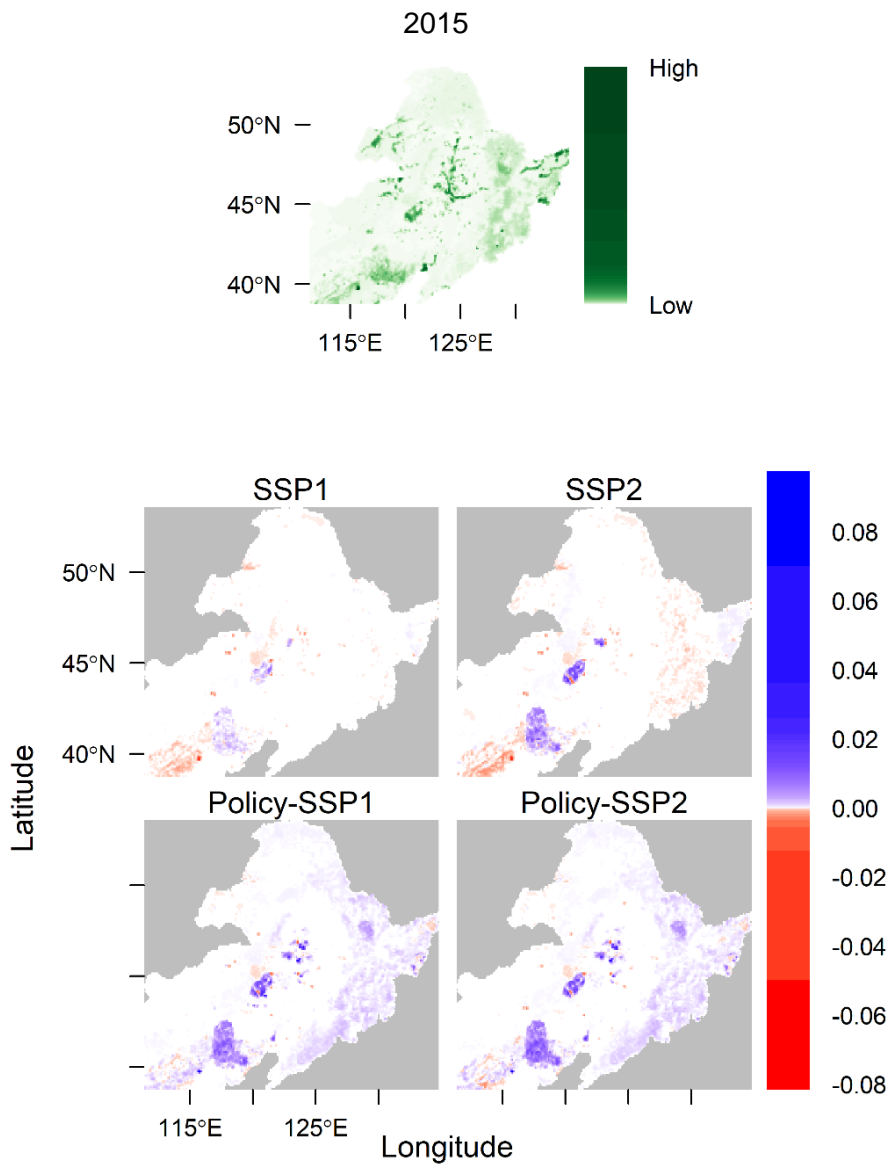 2015
High
50°N
45°N
40°N
Low
115°E 125°E
SSP1 SSP2
0.08
50°N
0.06
0.04
45°N
0.02
40°N
0.00
Policy-SSP1 Policy-SSP2
Latitude
-0.02
-0.04
-0.06
-0.08
115°E 125°E
Longitude